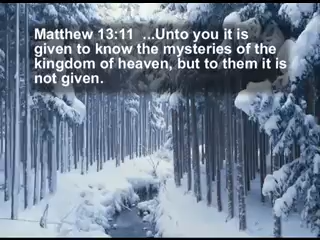 Matthew 13:11  ...Unto you it is
given to know the mysteries of the
kingdom of heaven, but to them it is
not given.